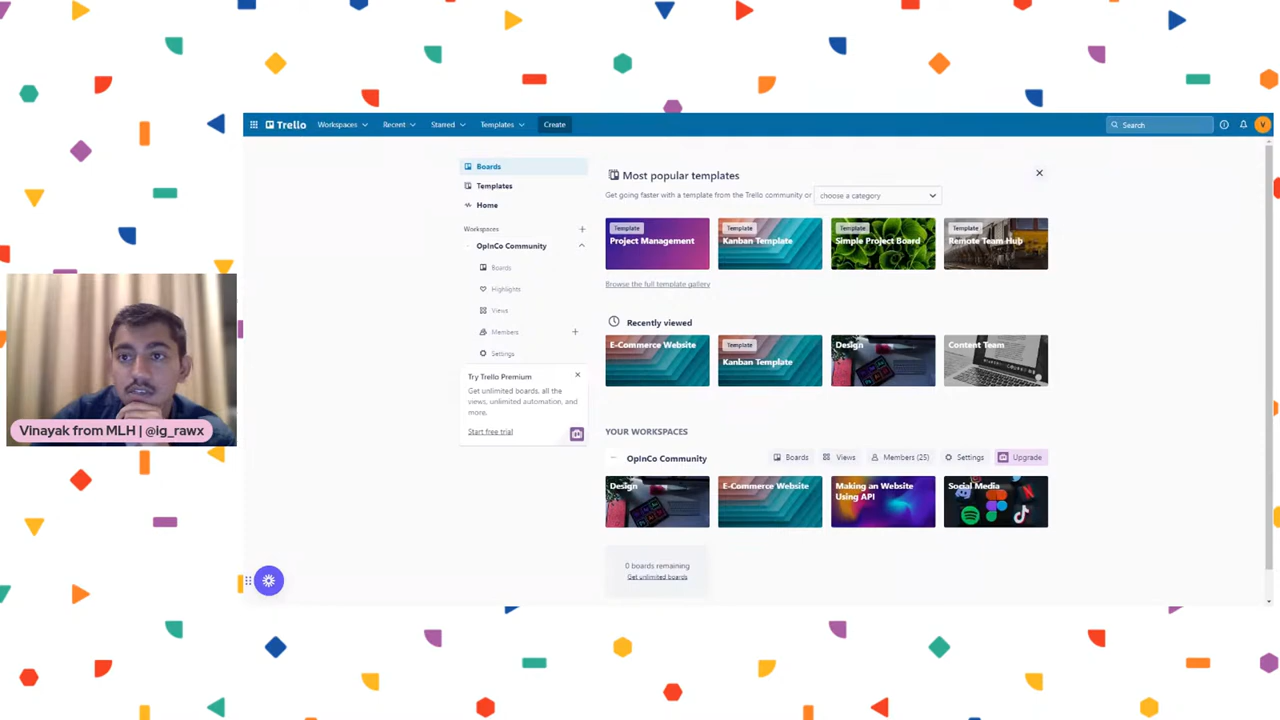 Trello Workspaces Recent Starred Templates Create Search V
Boards
Templates
Home
Workspaces
OpInCo Community
Boards
Highlights
Views
Members
Settings
Try Trello Premium
Get unlimited boards, all the
views, unlimited automation, and
more.
Start free trial
Most popular templates
Get going faster with a template from the Trello community or choose a category
Template Template Template Template
Project Management Kanban Template Simple Project Board Remote Team Hub
Browse the full template gallery
Recently viewed
E-Commerce Website Template Design Content Team
Kanban Template
YOUR WORKSPACES
OpInCo Community Boards Views Members (25) Settings Upgrade
Design E-Commerce Website Making an Website Social Media
Using API
0 boards remaining
Get unlimited boards
Vinayak from MLH | @ig_rawx